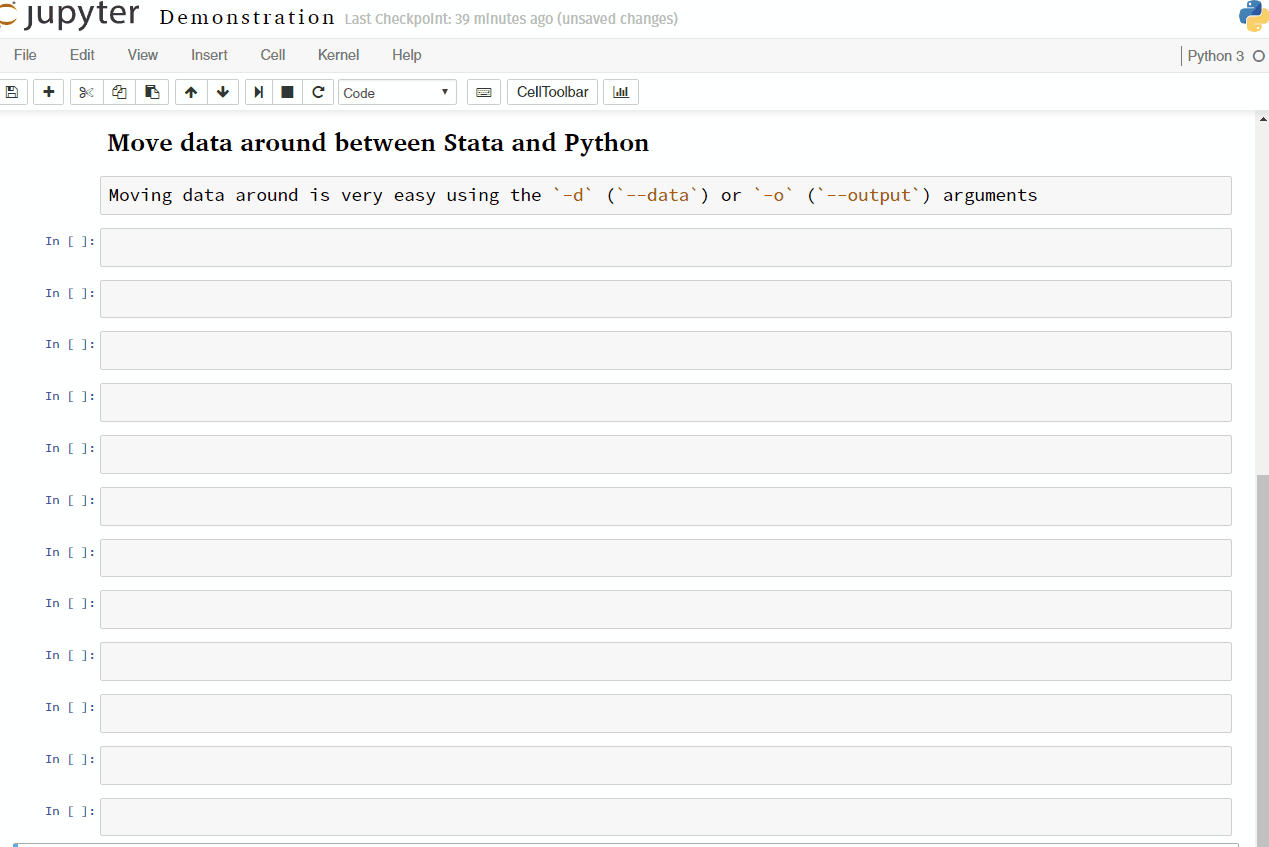 jupyter Demonstration Last Checkpoint: 39 minutes ago (unsaved changes)
File Edit View Insert Cell Kernel Help Python 3
Code CellToolbar
Move data around between Stata and Python
Moving data around is very easy using the `-d` (`--data`) or `-o` (`--output`) arguments
In [ ]:
In [ ]:
In [ ]:
In [ ]:
In [ ]:
In [ ]:
In [ ]:
In [ ]:
In [ ]:
In [ ]:
In [ ]:
In [ ]: